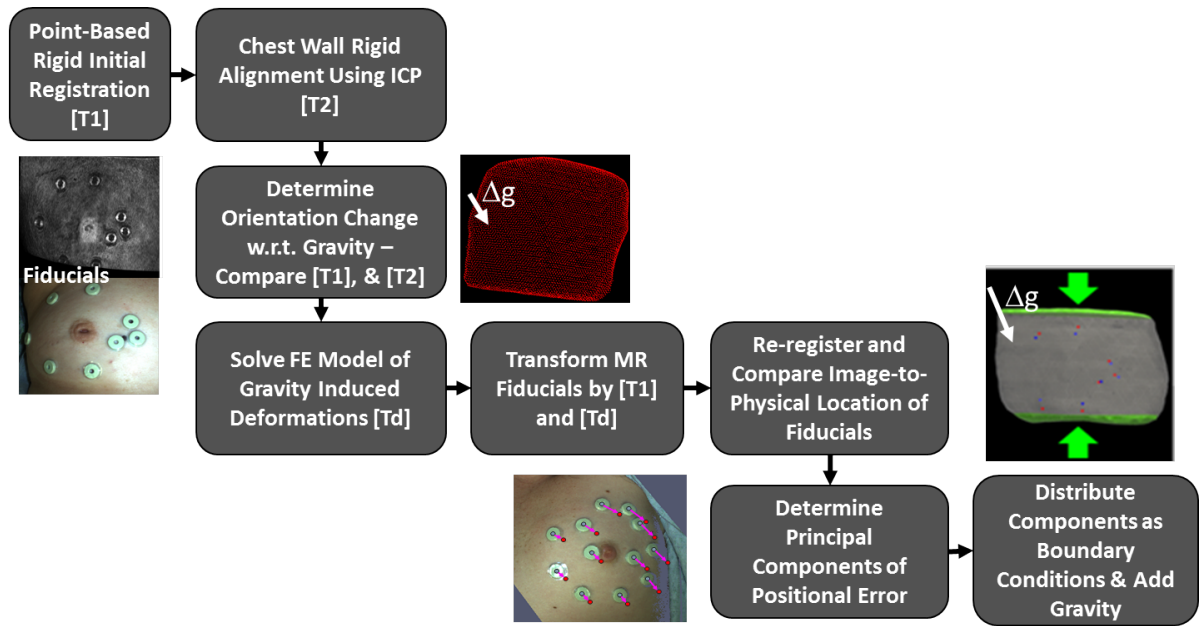 Point-Based
Rigid Initial
Registration
[T1]
Chest Wall Rigid
Alignment Using ICP
[T2]
Determine
Orientation Change
w.r.t. Gravity –
Compare [T1], & [T2]
Δg
Fiducials
Δg
Solve FE Model of
Gravity Induced
Deformations [Td]
Transform MR
Fiducials by [T1]
and [Td]
Re-register and
Compare Image-to-
Physical Location of
Fiducials
Determine
Principal
Components of
Positional Error
Distribute
Components as
Boundary
Conditions & Add
Gravity